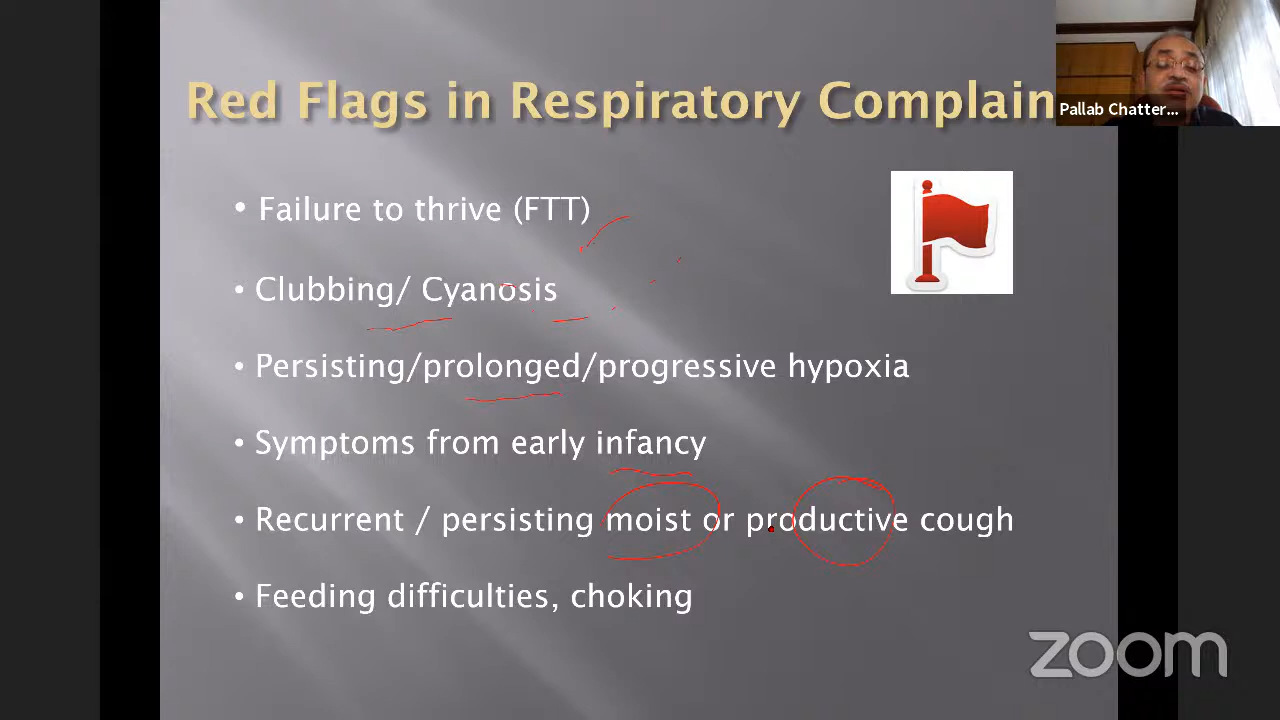 Red Flags in Respiratory Complain
Pallab Chatter...
• Failure to thrive (FTT)
• Clubbing/ Cyanosis
• Persisting/prolonged/progressive hypoxia
• Symptoms from early infancy
• Recurrent / persisting moist or productive cough
• Feeding difficulties, choking
zoom